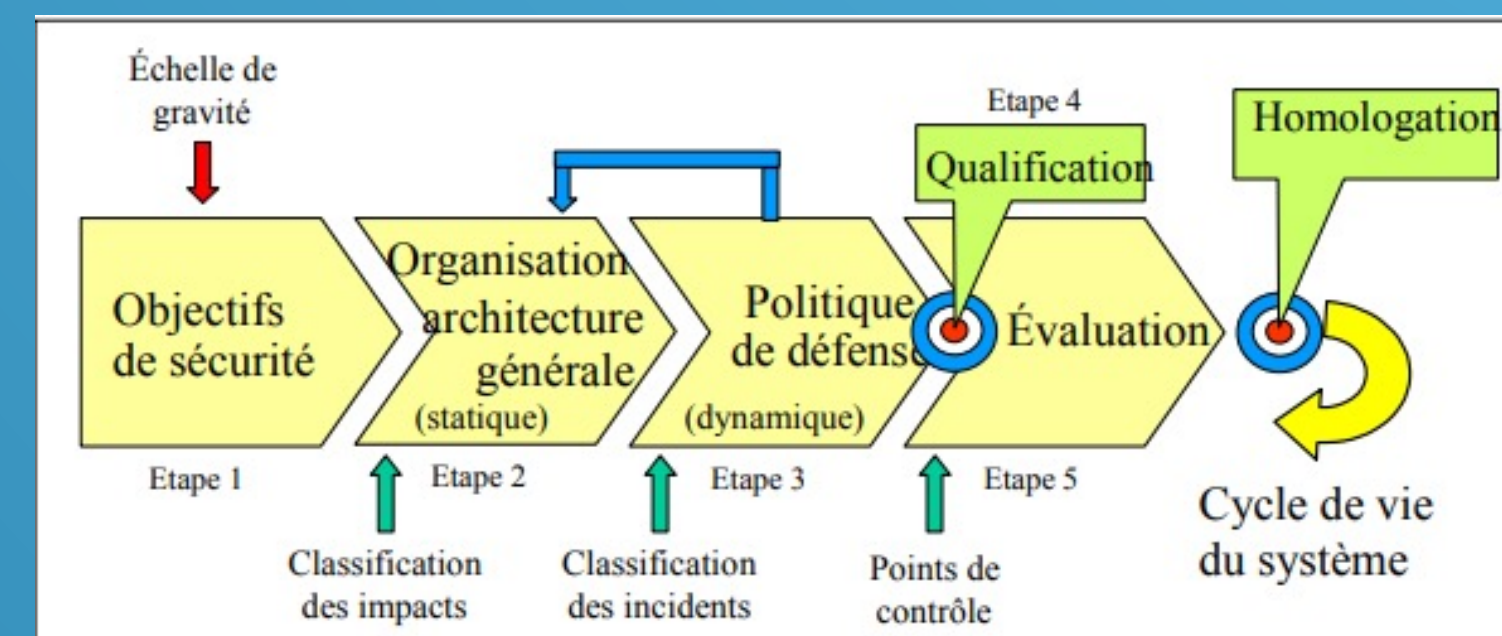 Échelle de
gravité
Etape 4
Qualification
Homologation
Objectifs
de sécurité
Organisation
architecture
générale
(statique)
Politique
de défense
(dynamique)
Évaluation
Etape 1
Etape 2
Etape 3
Etape 5
Classification
des impacts
Classification
des incidents
Points de
contrôle
Cycle de vie
du système